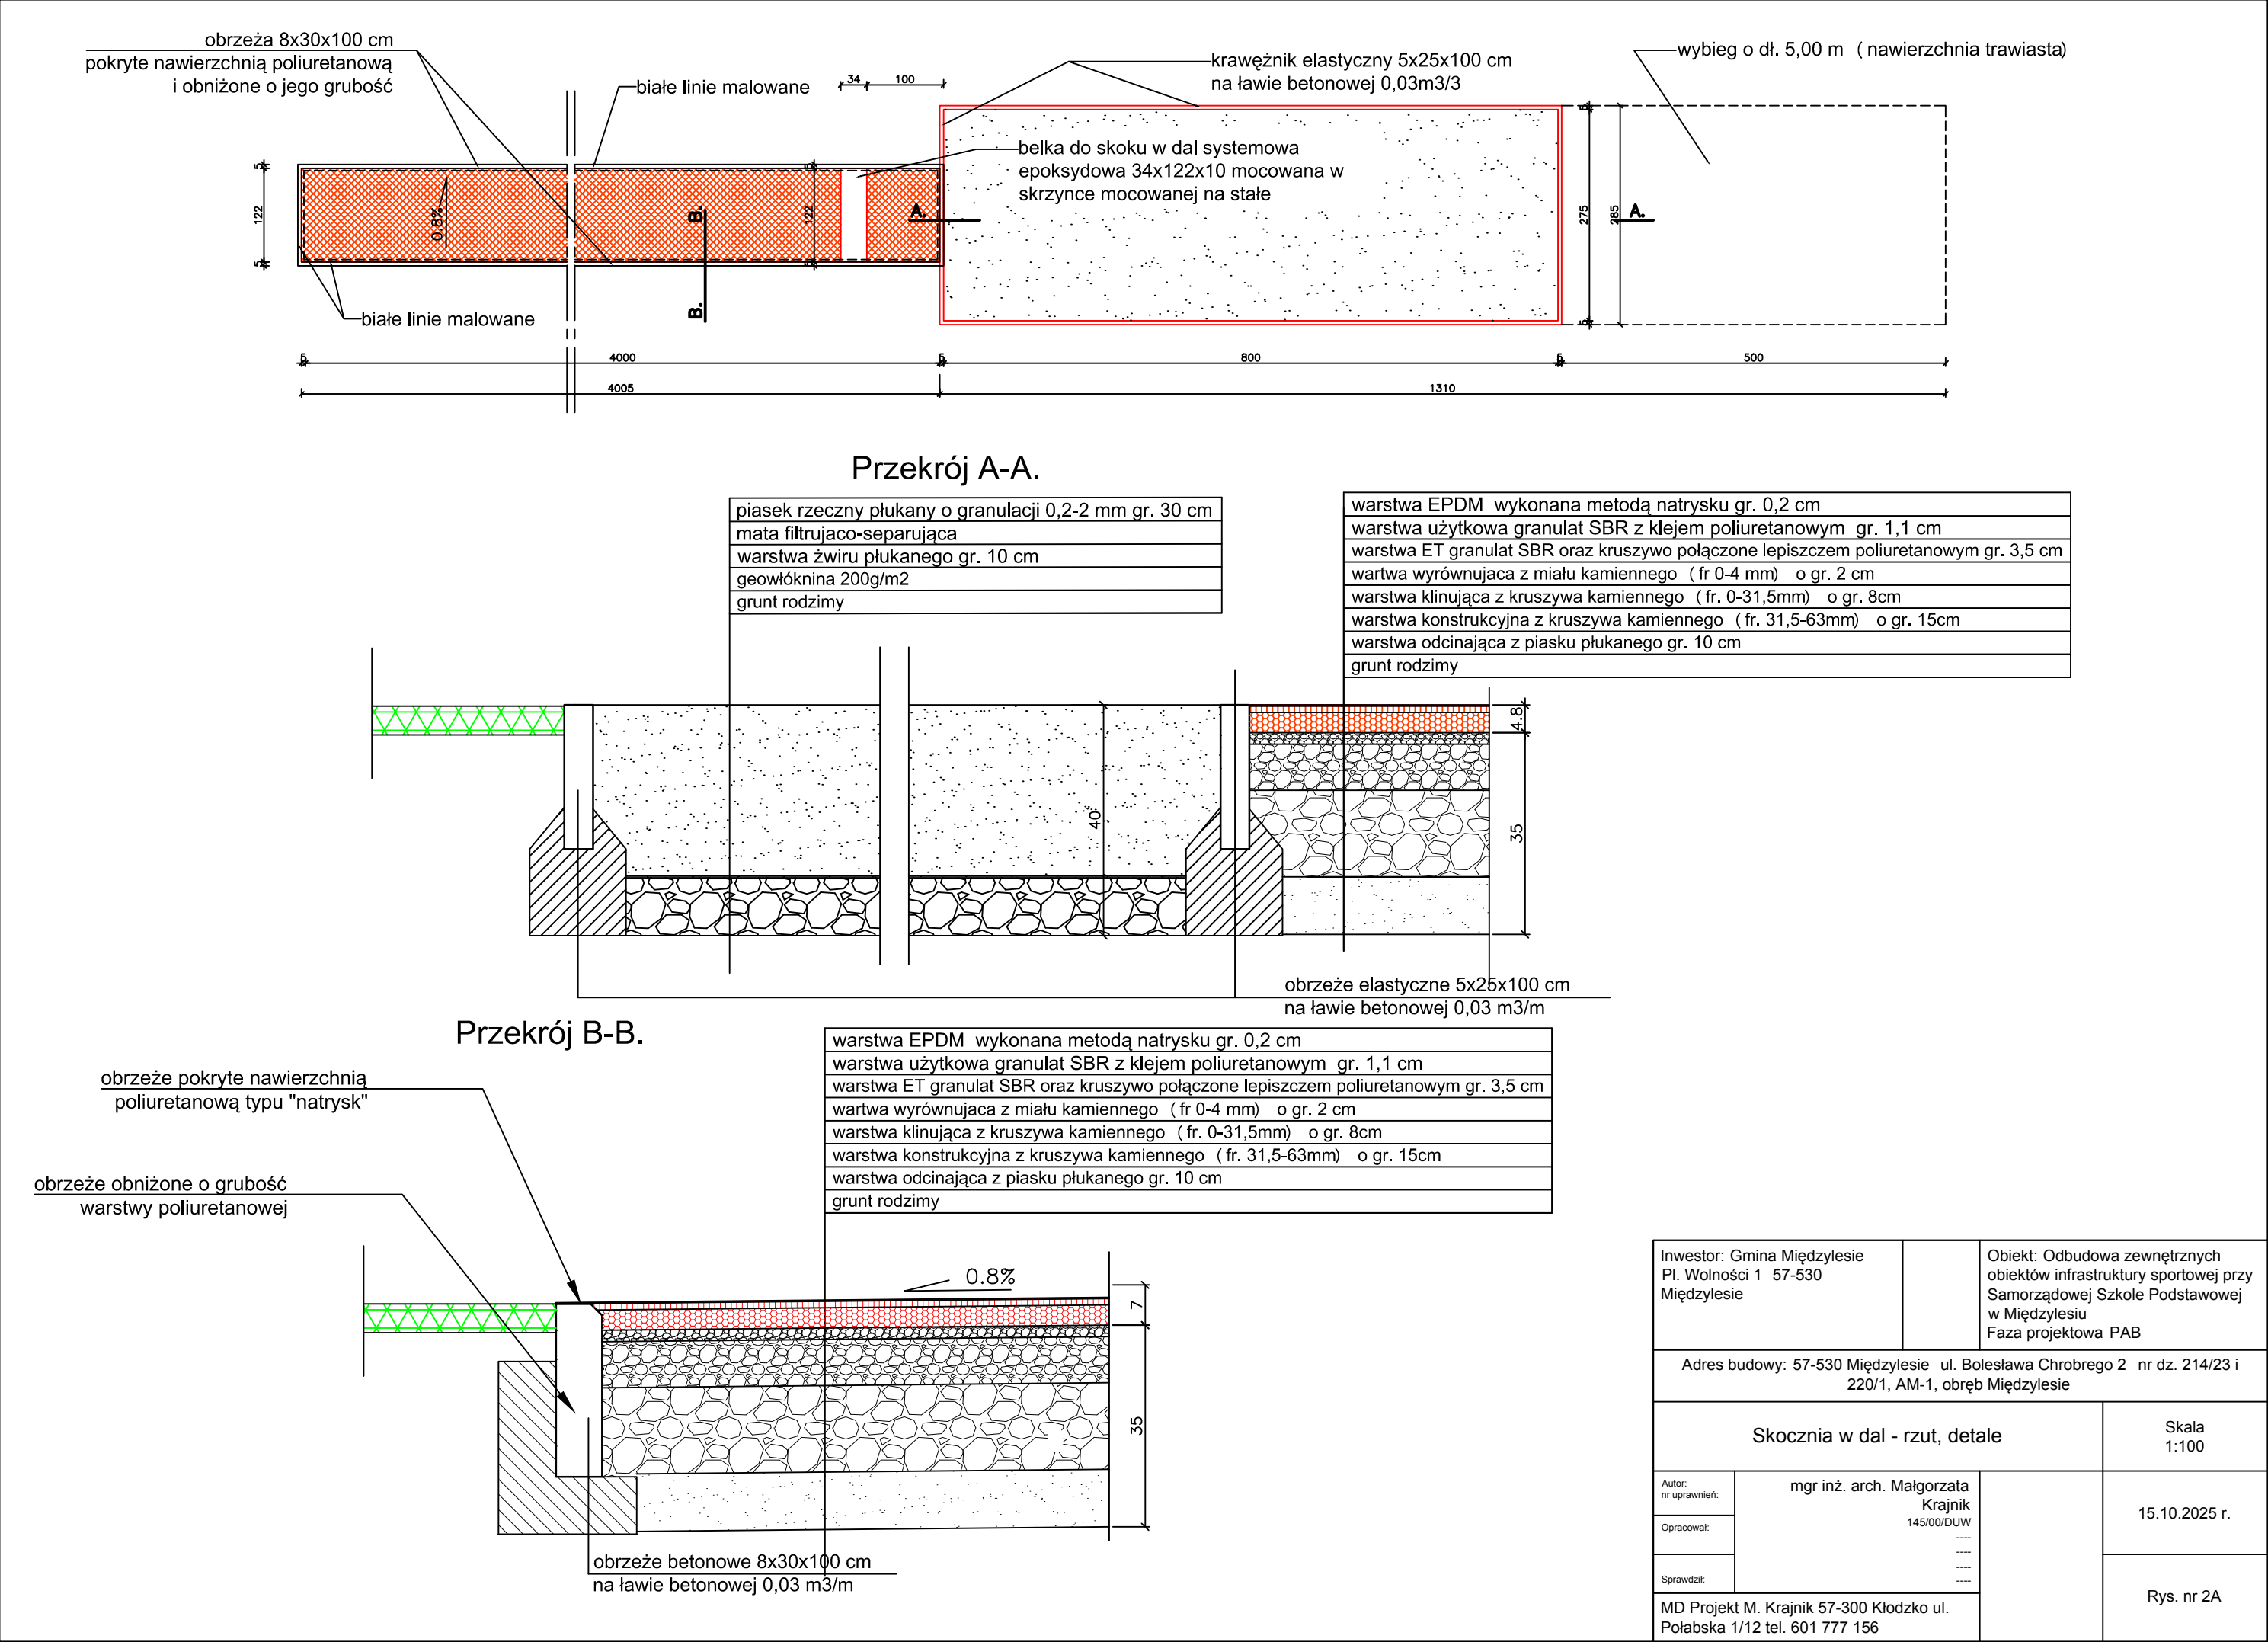 obrzeża 8x30x100 cm
pokryte nawierzchnią poliuretanową
i obniżone o jego grubość
białe linie malowane
34
100
krawężnik elastyczny 5x25x100 cm
na ławie betonowej 0,03m3/3
wybieg o dł. 5,00 m ( nawierzchnia trawiasta)
belka do skoku w dal systemowa
epoksydowa 34x122x10 mocowana w
skrzynce mocowanej na stałe
5
122
5
0.8%
B.
B.
5
122
5
A.
5
275
5
285
A.
białe linie malowane
5
4000
5
800
5
500
4005
1310
Przekrój A-A.
piasek rzeczny płukany o granulacji 0,2-2 mm gr. 30 cm
mata filtrujaco-separująca
warstwa żwiru płukanego gr. 10 cm
geowłóknina 200g/m2
grunt rodzimy
warstwa EPDM wykonana metodą natrysku gr. 0,2 cm
warstwa użytkowa granulat SBR z klejem poliuretanowym gr. 1,1 cm
warstwa ET granulat SBR oraz kruszywo połączone lepiszczem poliuretanowym gr. 3,5 cm
wartwa wyrównujaca z miału kamiennego ( fr 0-4 mm) o gr. 2 cm
warstwa klinująca z kruszywa kamiennego ( fr. 0-31,5mm) o gr. 8cm
warstwa konstrukcyjna z kruszywa kamiennego ( fr. 31,5-63mm) o gr. 15cm
warstwa odcinająca z piasku płukanego gr. 10 cm
grunt rodzimy
4.8
40
35
obrzeże elastyczne 5x25x100 cm
na ławie betonowej 0,03 m3/m
Przekrój B-B.
warstwa EPDM wykonana metodą natrysku gr. 0,2 cm
warstwa użytkowa granulat SBR z klejem poliuretanowym gr. 1,1 cm
warstwa ET granulat SBR oraz kruszywo połączone lepiszczem poliuretanowym gr. 3,5 cm
wartwa wyrównujaca z miału kamiennego ( fr 0-4 mm) o gr. 2 cm
warstwa klinująca z kruszywa kamiennego ( fr. 0-31,5mm) o gr. 8cm
warstwa konstrukcyjna z kruszywa kamiennego ( fr. 31,5-63mm) o gr. 15cm
warstwa odcinająca z piasku płukanego gr. 10 cm
grunt rodzimy
obrzeże pokryte nawierzchnią
poliuretanową typu "natrysk"
obrzeże obniżone o grubość
warstwy poliuretanowej
0.8%
7
35
obrzeże betonowe 8x30x100 cm
na ławie betonowej 0,03 m3/m
Inwestor: Gmina Międzylesie
Pl. Wolności 1 57-530
Międzylesie
Obiekt: Odbudowa zewnętrznych
obiektów infrastruktury sportowej przy
Samorządowej Szkole Podstawowej
w Międzylesiu
Faza projektowa PAB
Adres budowy: 57-530 Międzylesie ul. Bolesława Chrobrego 2 nr dz. 214/23 i
220/1, AM-1, obręb Międzylesie
Skocznia w dal - rzut, detale
Skala
1:100
Autor:
nr uprawnień:
mgr inż. arch. Małgorzata
Krajnik
145/00/DUW
----
----
----
----
Opracował:
Sprawdził:
15.10.2025 r.
Rys. nr 2A
MD Projekt M. Krajnik 57-300 Kłodzko ul.
Połabska 1/12 tel. 601 777 156